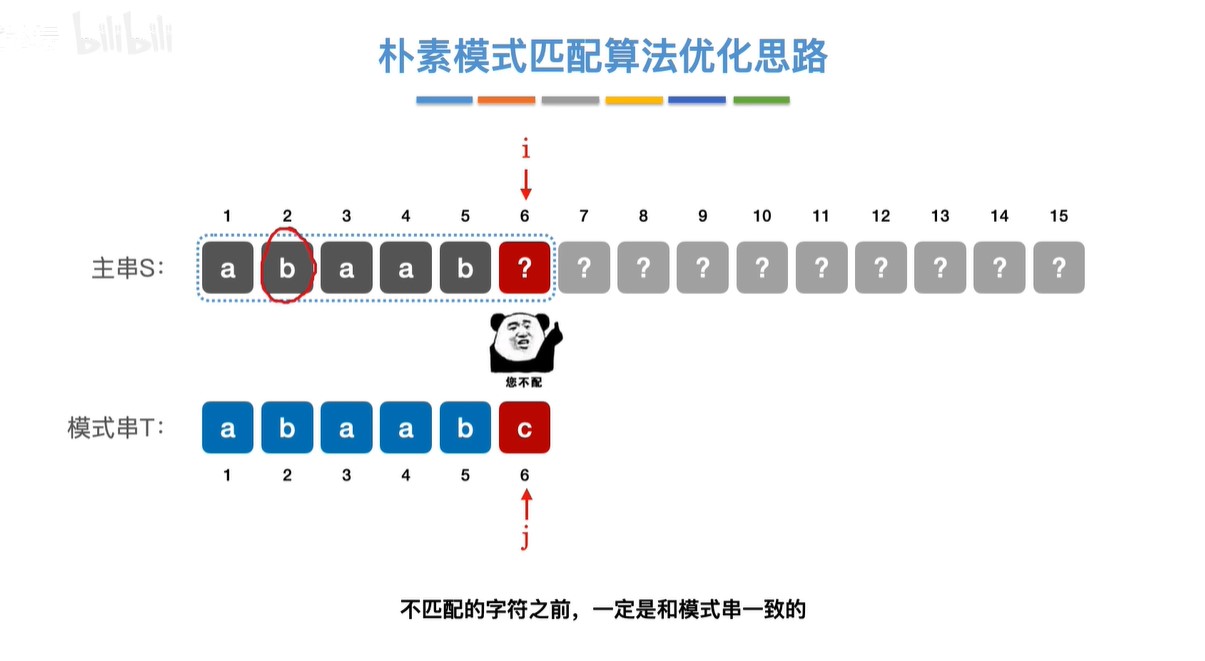 bilibili
朴素模式匹配算法优化思路
i
1 2 3 4 5 6 7 8 9 10 11 12 13 14 15
主串S: a b a a b ? ? ? ? ? ? ? ? ? ?
您不配
模式串T: a b a a b c
1 2 3 4 5 6
j
不匹配的字符之前，一定是和模式串一致的